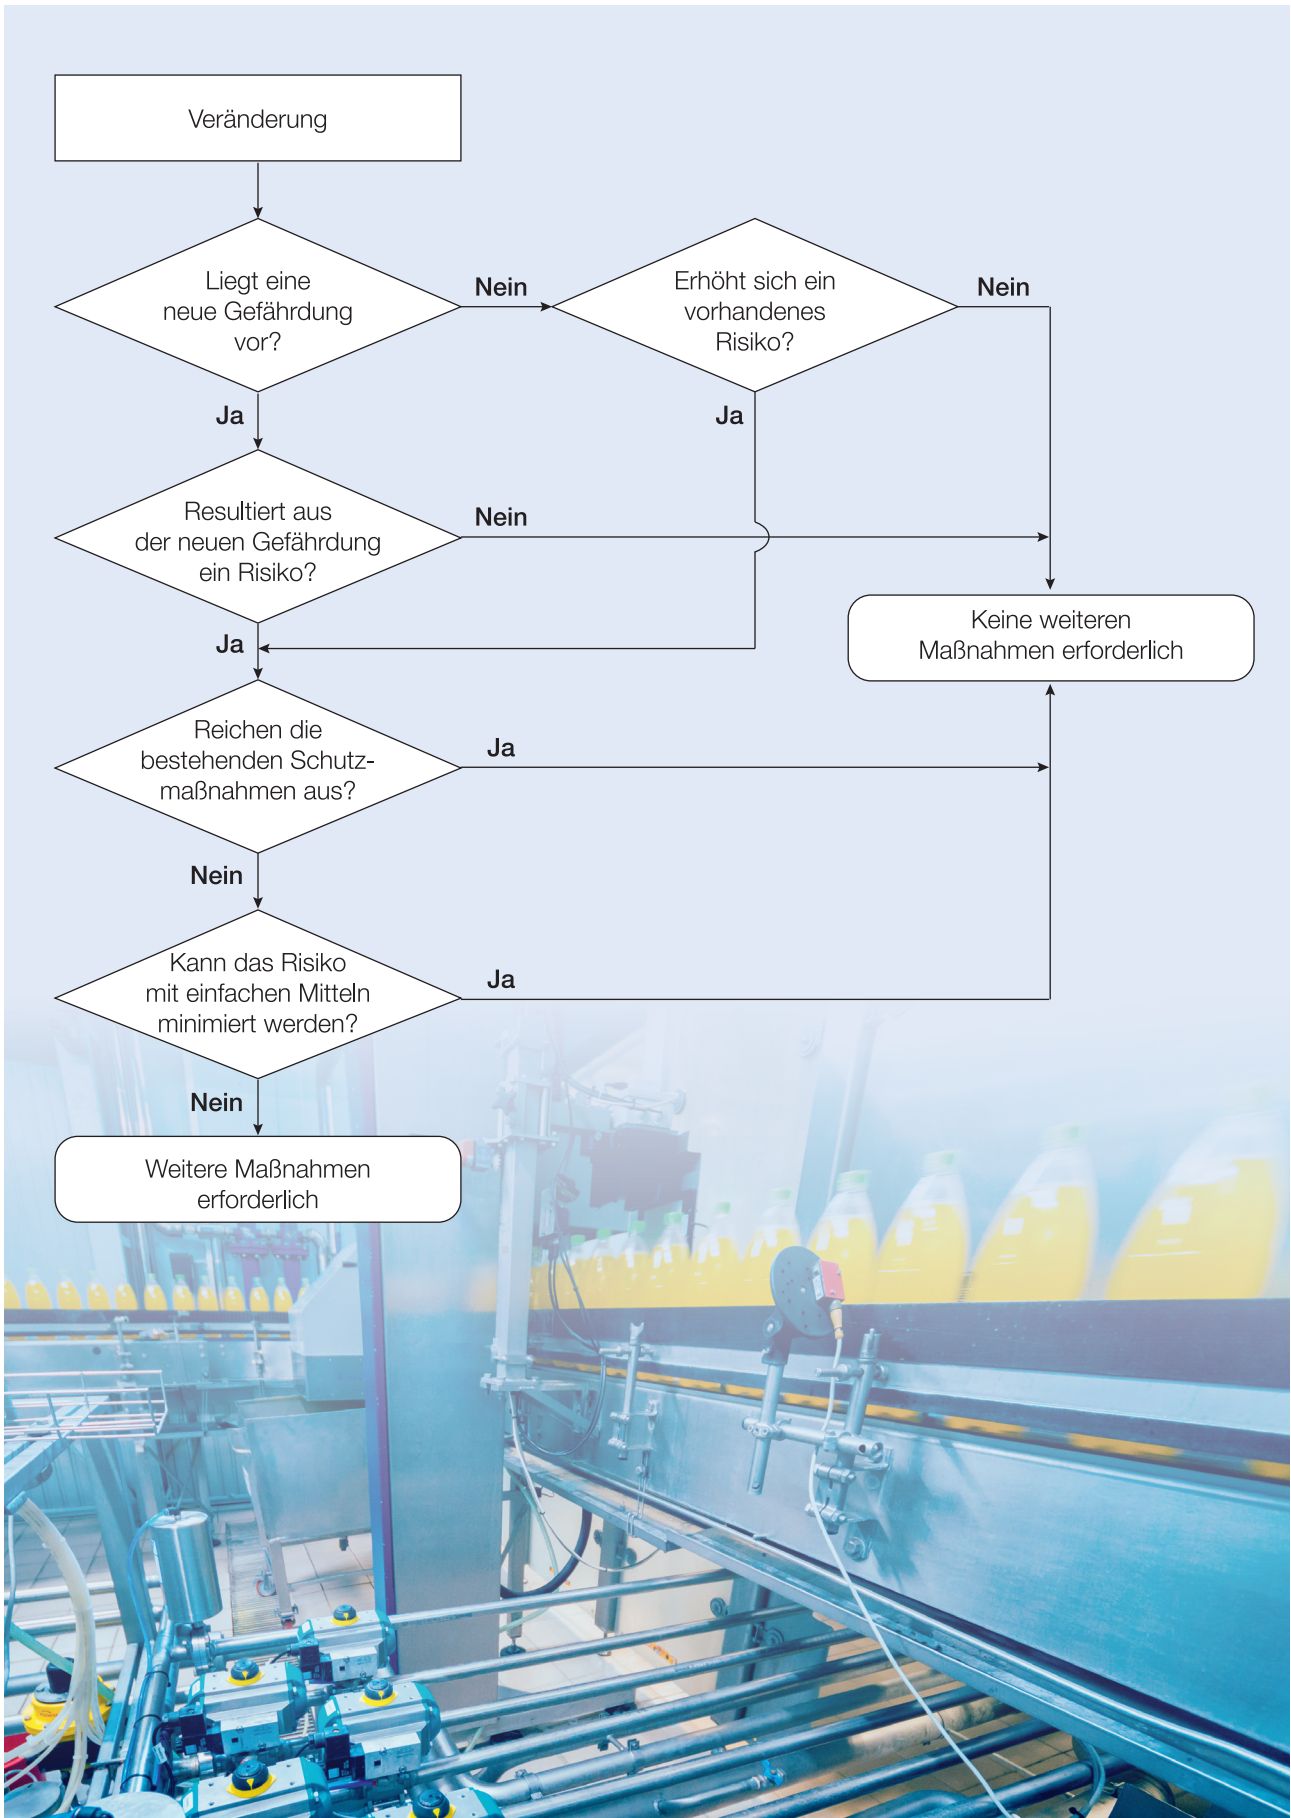 Veränderung
Liegt eine
neue Gefährdung
vor?
Nein
Erhöht sich ein
vorhandenes
Risiko?
Nein
Ja
Ja
Resultiert aus
der neuen Gefährdung
ein Risiko?
Nein
Keine weiteren
Maßnahmen erforderlich
Ja
Reichen die
bestehenden Schutz-
maßnahmen aus?
Ja
Nein
Kann das Risiko
mit einfachen Mitteln
minimiert werden?
Ja
Nein
Weitere Maßnahmen
erforderlich